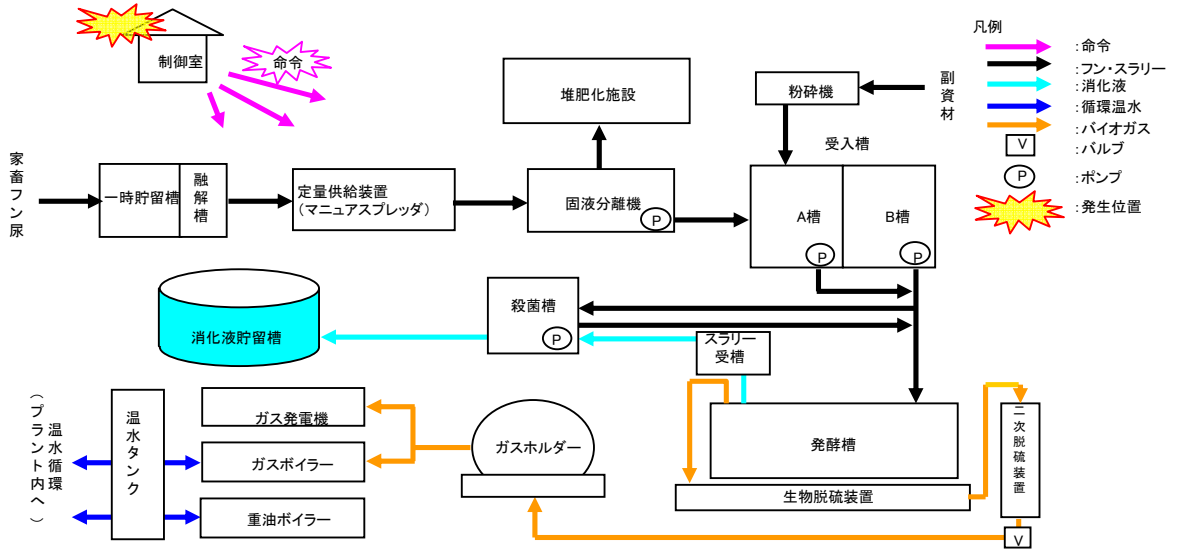 制御室
命令
堆肥化施設
粉砕機
副資材
凡例
:命令
:フン・スラリー
:消化液
:循環温水
:バイオガス
V
:バルブ
P
:ポンプ
:発生位置
家畜フン尿
一時貯留槽
融解槽
定量供給装置
(マニュアスプレッダ)
固液分離機
P
受入槽
A槽
P
B槽
P
消化液貯留槽
殺菌槽
P
スラリー
受槽
温水循環
(プラント内へ)
温水タンク
ガス発電機
ガスボイラー
重油ボイラー
ガスホルダー
発酵槽
生物脱硫装置
二次脱硫装置
V